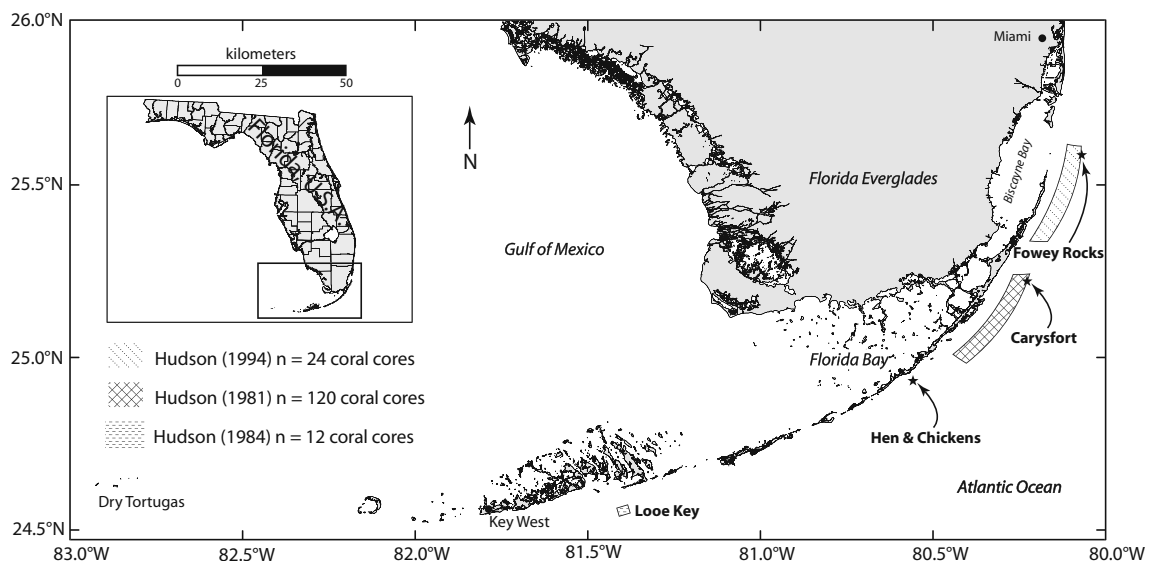 26.0°N
25.5°N
25.0°N
24.5°N
83.0°W
82.5°W
82.0°W
81.5°W
81.0°W
80.5°W
80.0°W
kilometers
0 25 50
Florida U.S.A.
N
Miami
Biscayne Bay
Florida Everglades
Gulf of Mexico
Fowey Rocks
Carysfort
Florida Bay
Hen & Chickens
Atlantic Ocean
Hudson (1994) n = 24 coral cores
Hudson (1981) n = 120 coral cores
Hudson (1984) n = 12 coral cores
Dry Tortugas
Key West
Looe Key